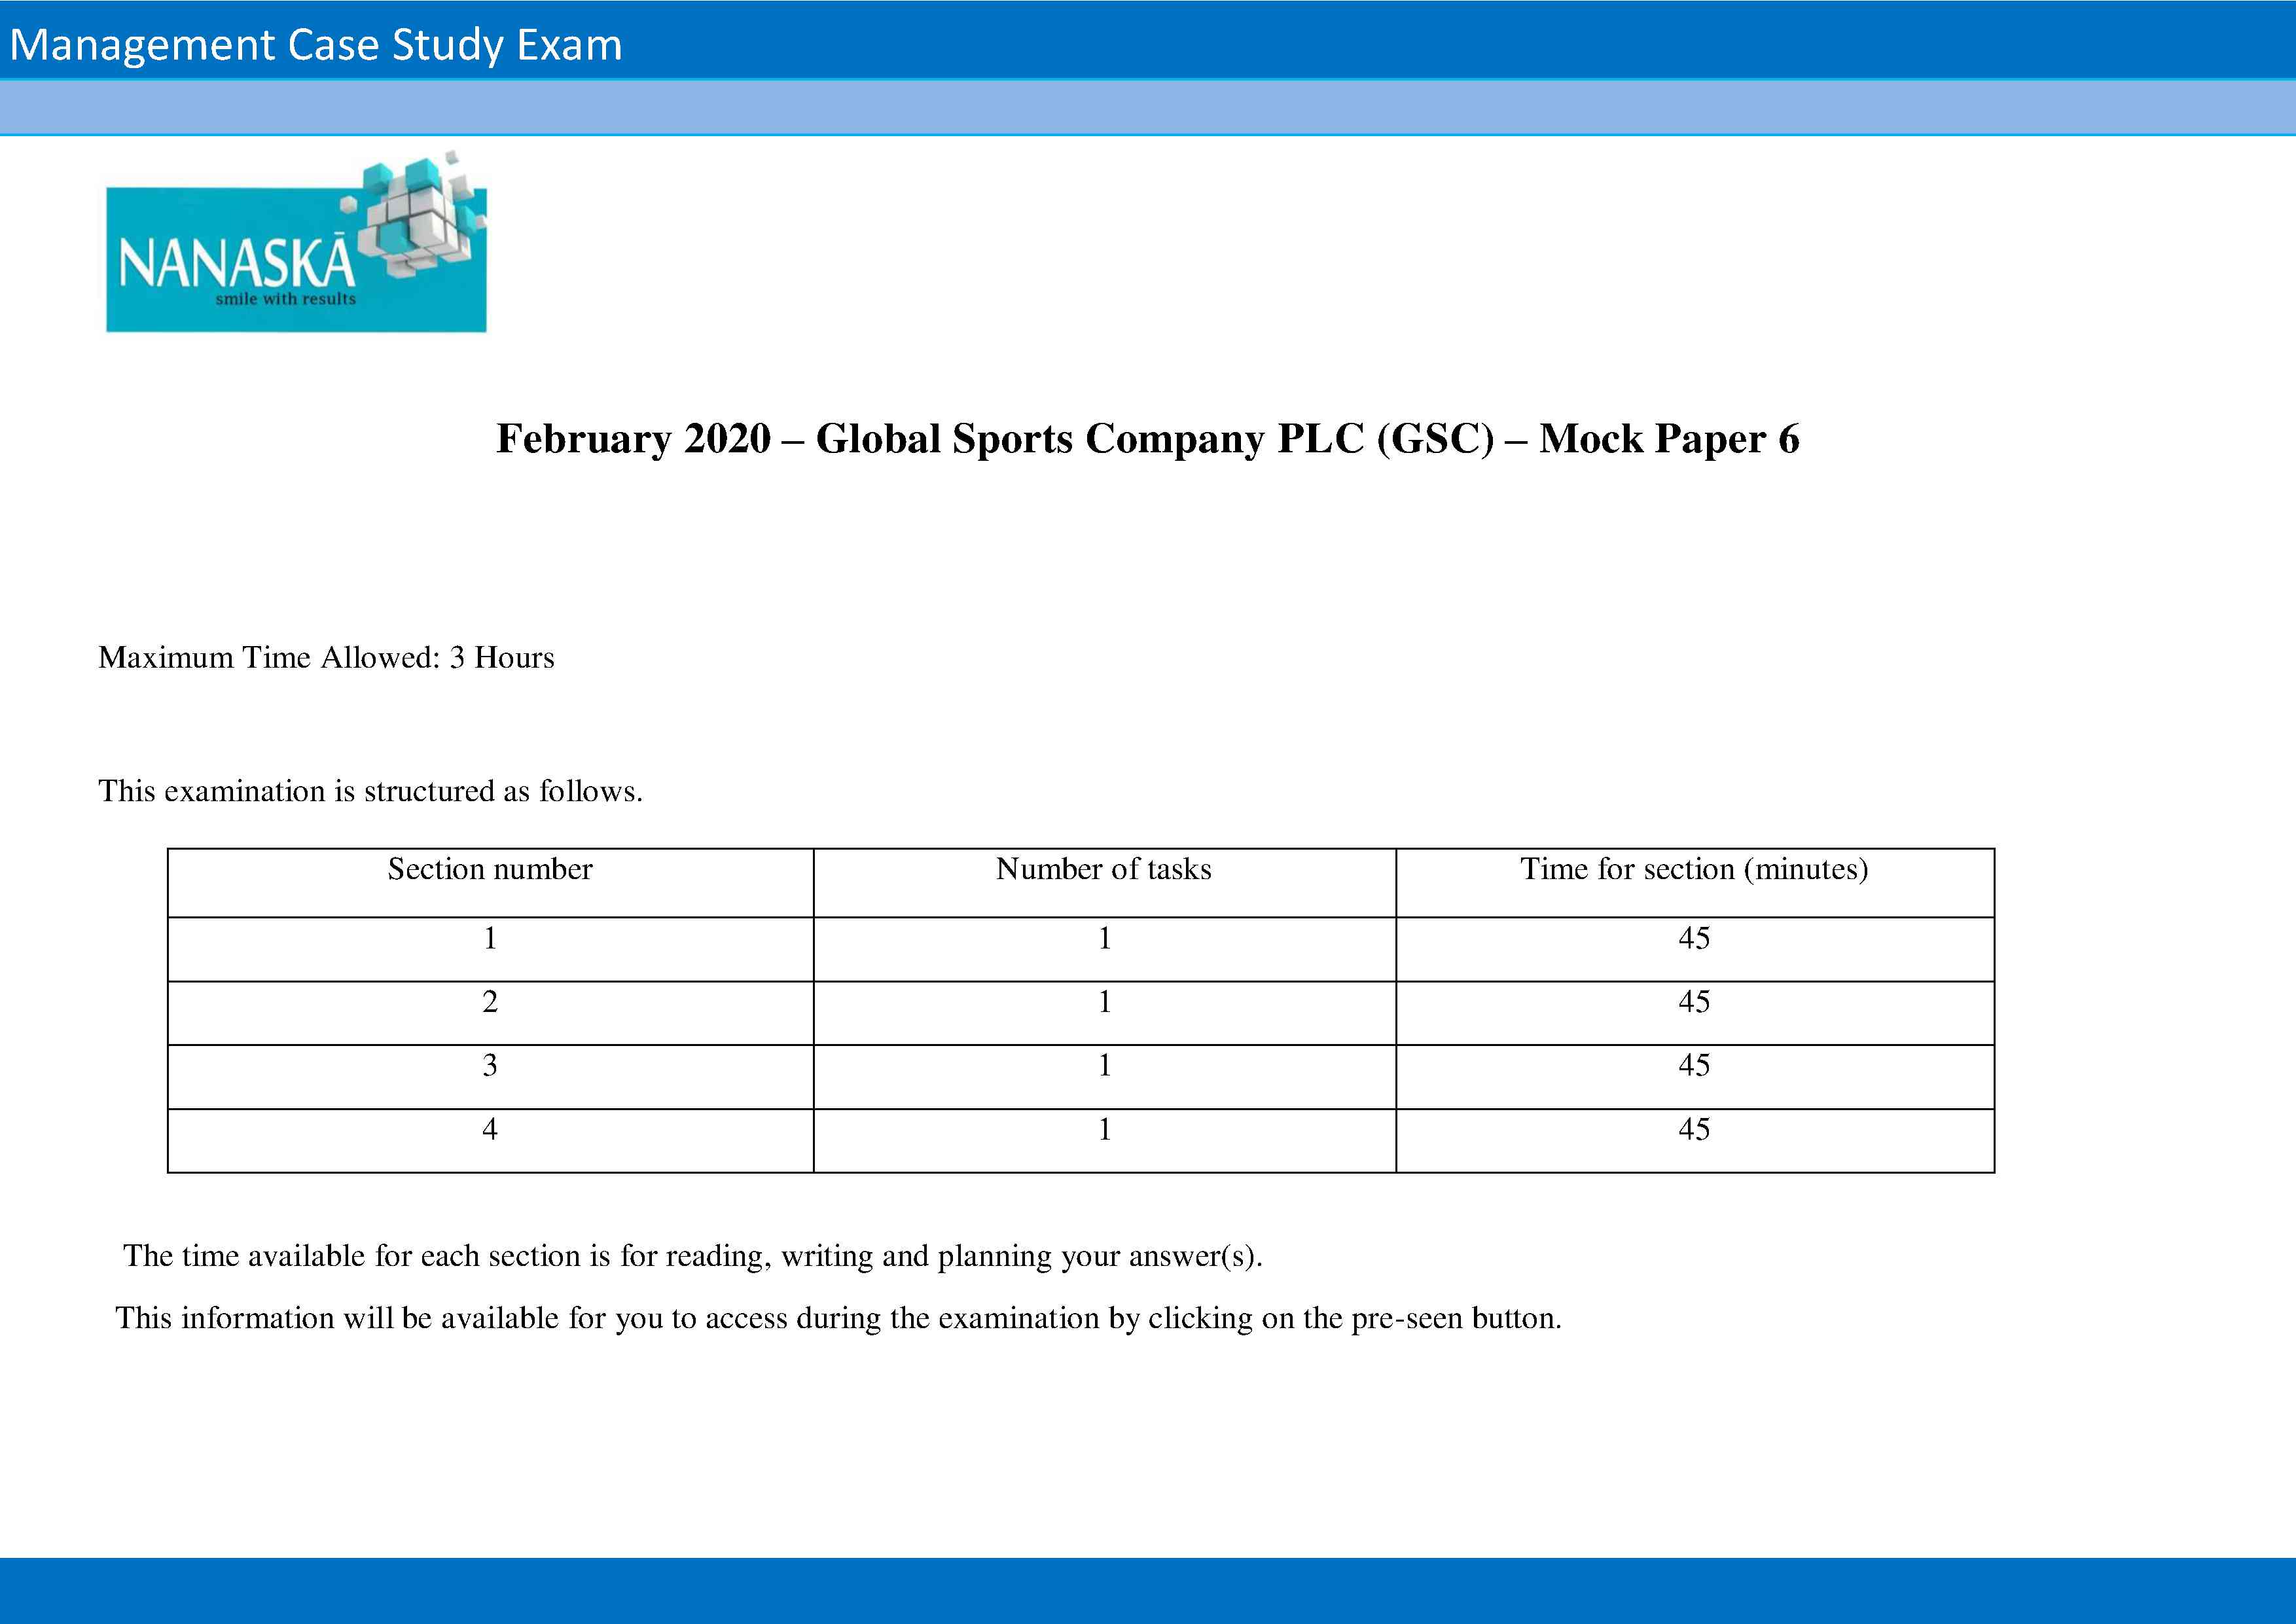 Management Case Study Exam
NANASKĀ
smile with results
February 2020 – Global Sports Company PLC (GSC) – Mock Paper 6
Maximum Time Allowed: 3 Hours
This examination is structured as follows.
Section number Number of tasks Time for section (minutes)
1 1 45
2 1 45
3 1 45
4 1 45
The time available for each section is for reading, writing and planning your answer(s).
This information will be available for you to access during the examination by clicking on the pre-seen button.